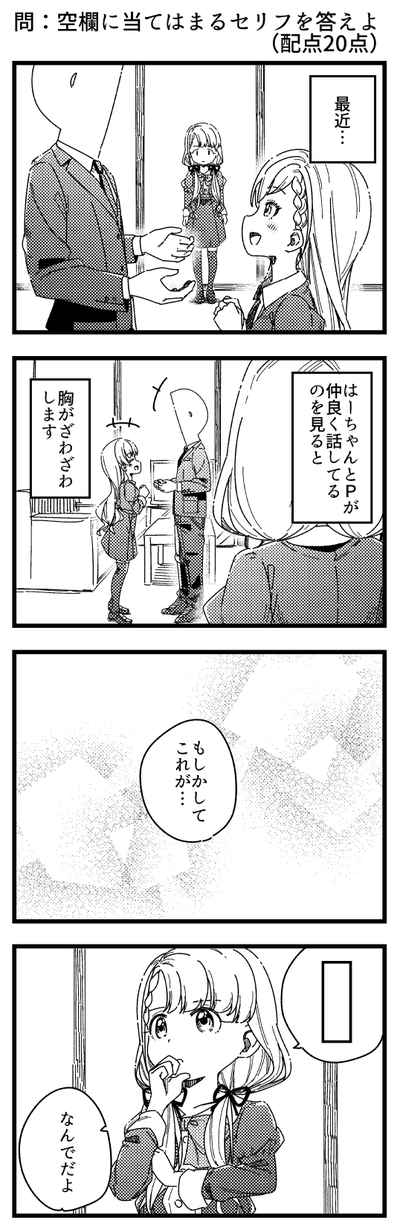 問：空欄に当てはまるセリフを答えよ
（配点20点）
最近…
はーちゃんとPが
仲良く話してる
のを見ると
胸がざわざわ
します
もしかして
これが…
なんでだよ